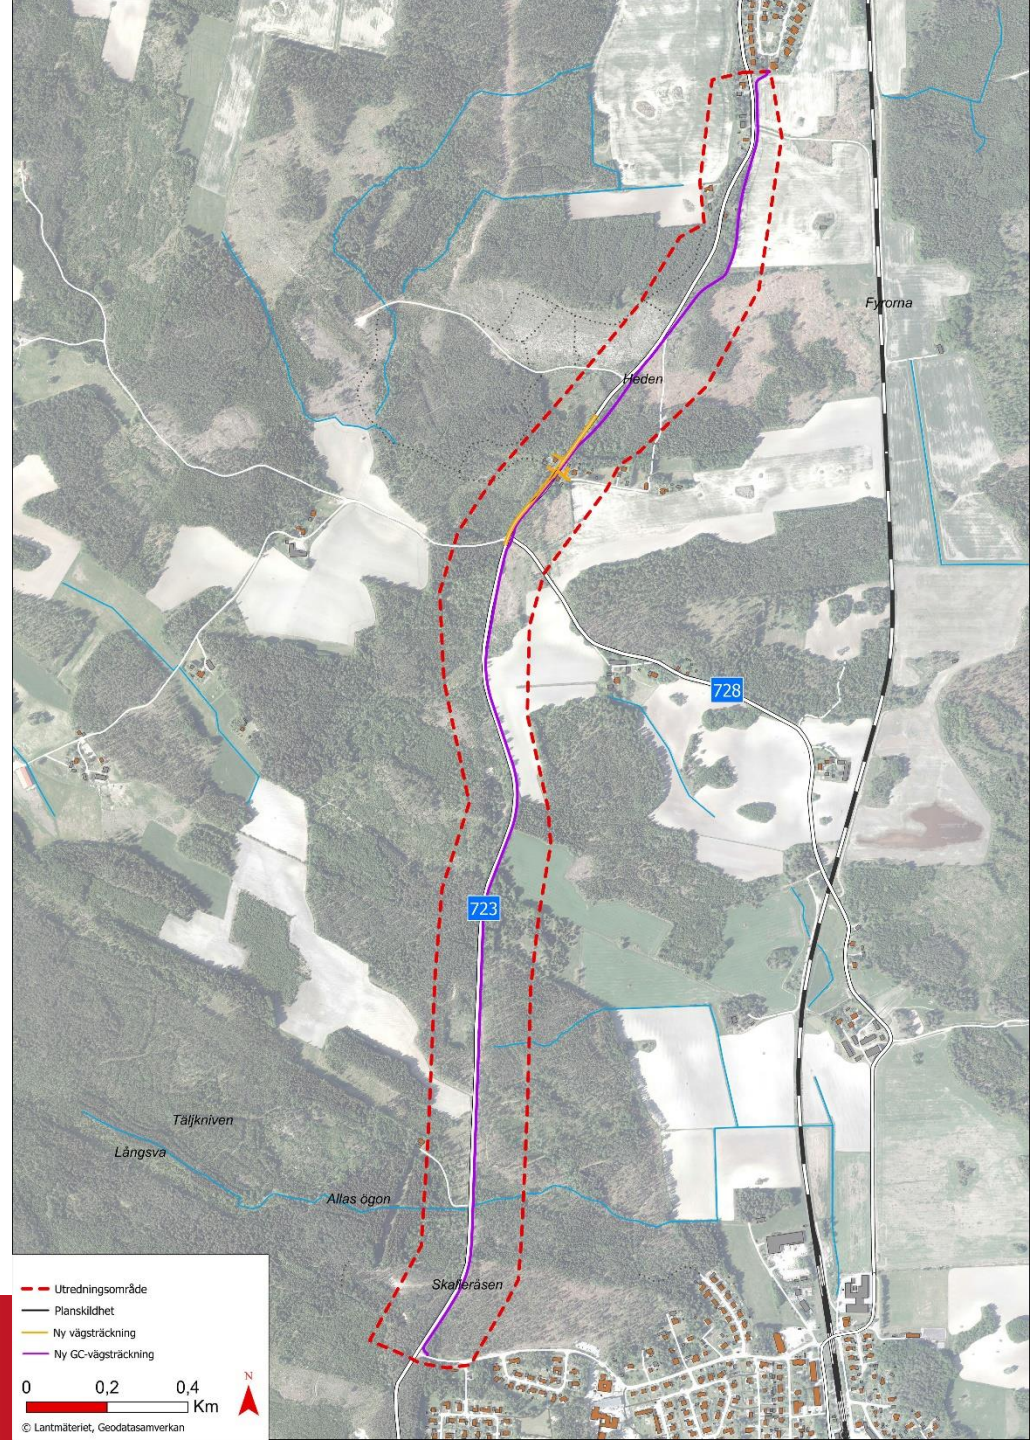 Fyrorna
Heden
728
723
Täljkniven
Långsva
Allas ögon
Skalleråsen
Utredningsområde
Planskildhet
Ny vägsträckning
Ny GC-vägsträckning
N
0 0,2 0,4
Km
© Lantmäteriet, Geodatasamverkan